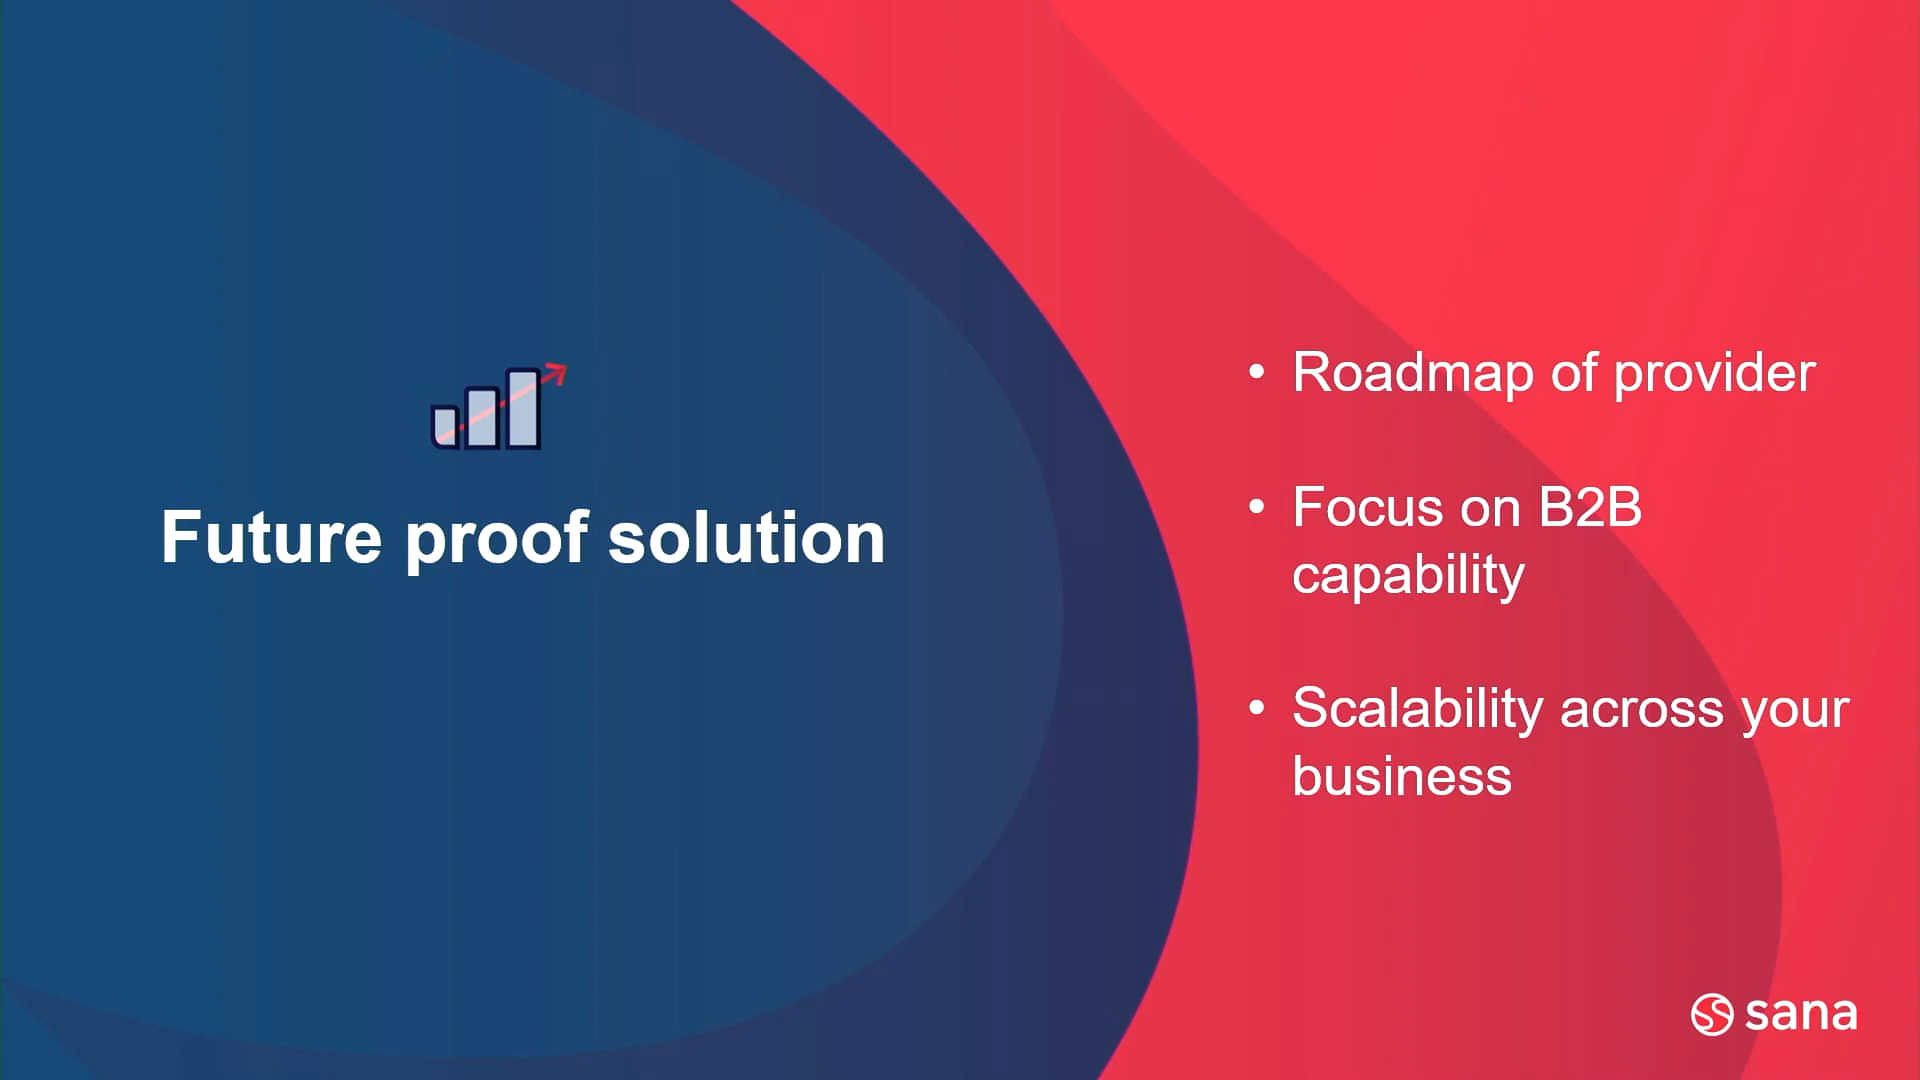 Future proof solution
• Roadmap of provider
• Focus on B2B
capability
• Scalability across your
business
sana